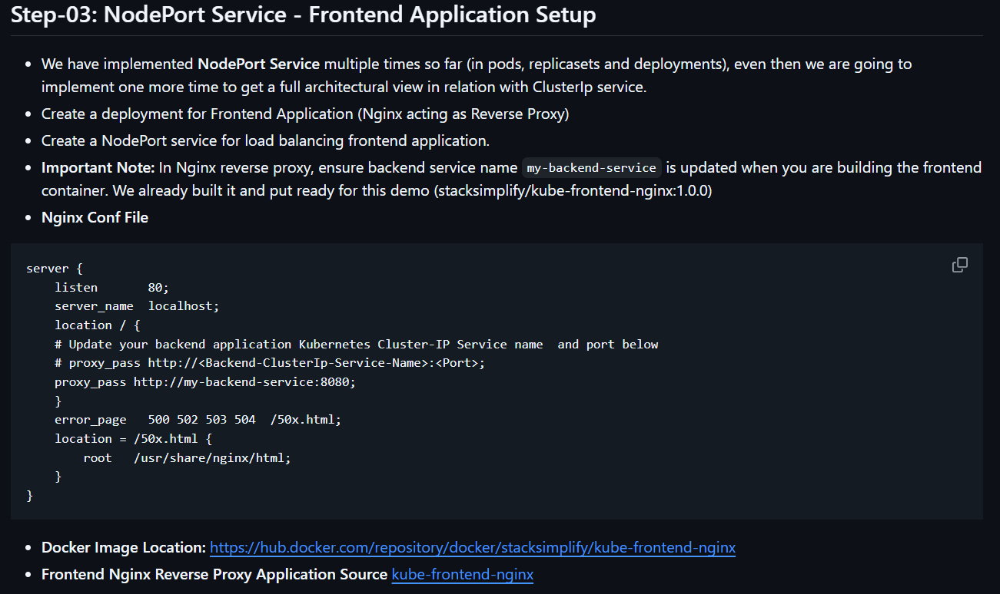 Step-03: NodePort Service - Frontend Application Setup
We have implemented NodePort Service multiple times so far (in pods, replicasets and deployments), even then we are going to
implement one more time to get a full architectural view in relation with ClusterIp service.
Create a deployment for Frontend Application (Nginx acting as Reverse Proxy)
Create a NodePort service for load balancing frontend application.
Important Note: In Nginx reverse proxy, ensure backend service name my-backend-service is updated when you are building the frontend
container. We already built it and put ready for this demo (stacksimplify/kube-frontend-nginx:1.0.0)
Nginx Conf File
server {
    listen       80;
    server_name  localhost;
    location / {
    # Update your backend application Kubernetes Cluster-IP Service name  and port below
    # proxy_pass http://<Backend-ClusterIp-Service-Name>:<Port>;
    proxy_pass http://my-backend-service:8080;
    }
    error_page   500 502 503 504  /50x.html;
    location = /50x.html {
        root   /usr/share/nginx/html;
    }
}
Docker Image Location: https://hub.docker.com/repository/docker/stacksimplify/kube-frontend-nginx
Frontend Nginx Reverse Proxy Application Source kube-frontend-nginx